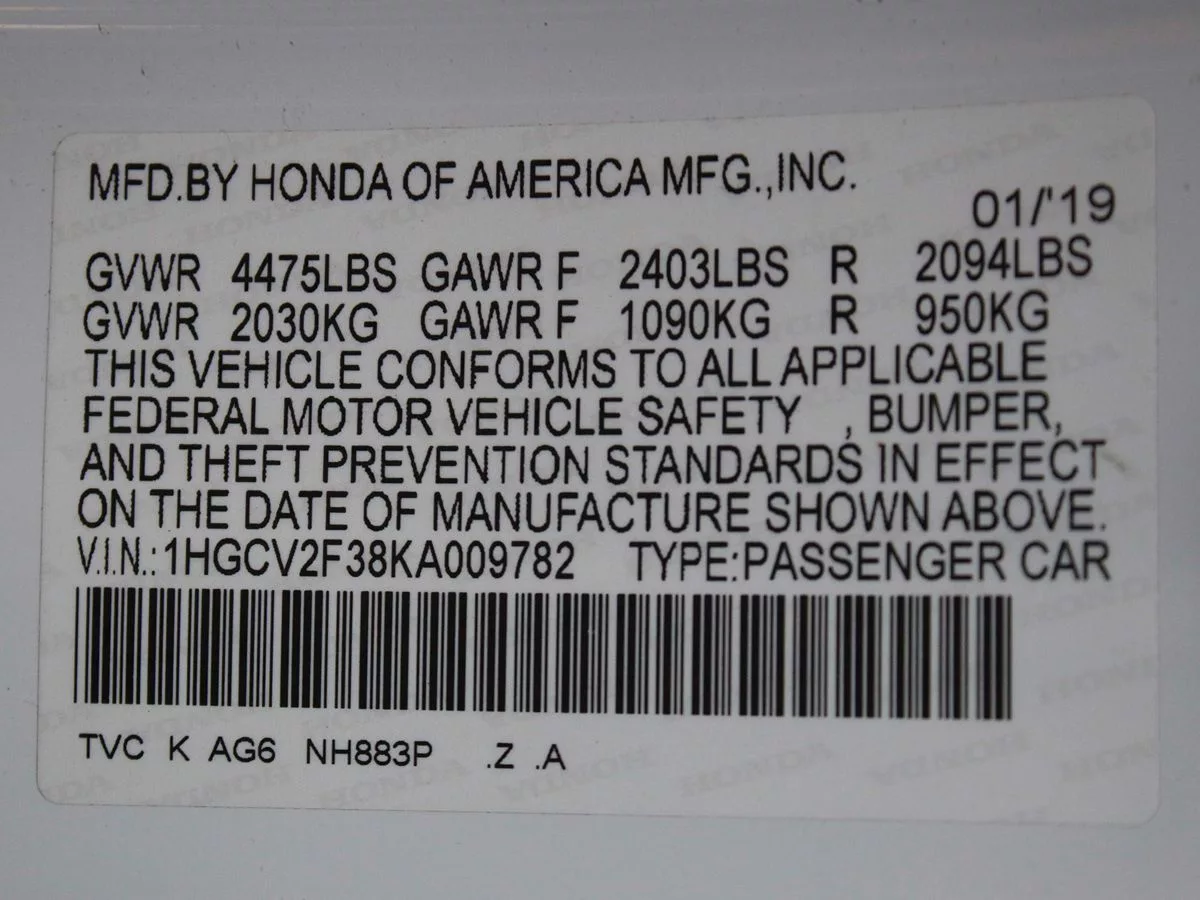 MFD.BY HONDA OF AMERICA MFG.,INC.
01/'19
GVWR 4475LBS GAWR F 2403LBS R 2094LBS
GVWR 2030KG GAWR F 1090KG R 950KG
THIS VEHICLE CONFORMS TO ALL APPLICABLE
FEDERAL MOTOR VEHICLE SAFETY , BUMPER,
AND THEFT PREVENTION STANDARDS IN EFFECT
ON THE DATE OF MANUFACTURE SHOWN ABOVE.
V.I.N.:1HGCV2F38KA009782 TYPE:PASSENGER CAR
TVC K AG6 NH883P .Z .A